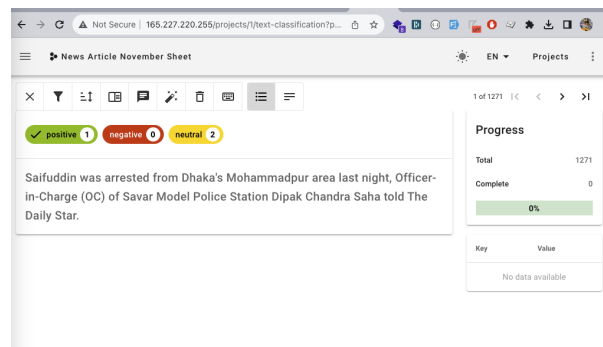 Not Secure | 165.227.220.255/projects/1/text-classification?p...
News Article November Sheet
EN
Projects
1 of 1271
positive 1
negative 0
neutral 2
Saifuddin was arrested from Dhaka's Mohammadpur area last night, Officer-
in-Charge (OC) of Savar Model Police Station Dipak Chandra Saha told The
Daily Star.
Progress
Total 1271
Complete 0
0%
Key Value
No data available